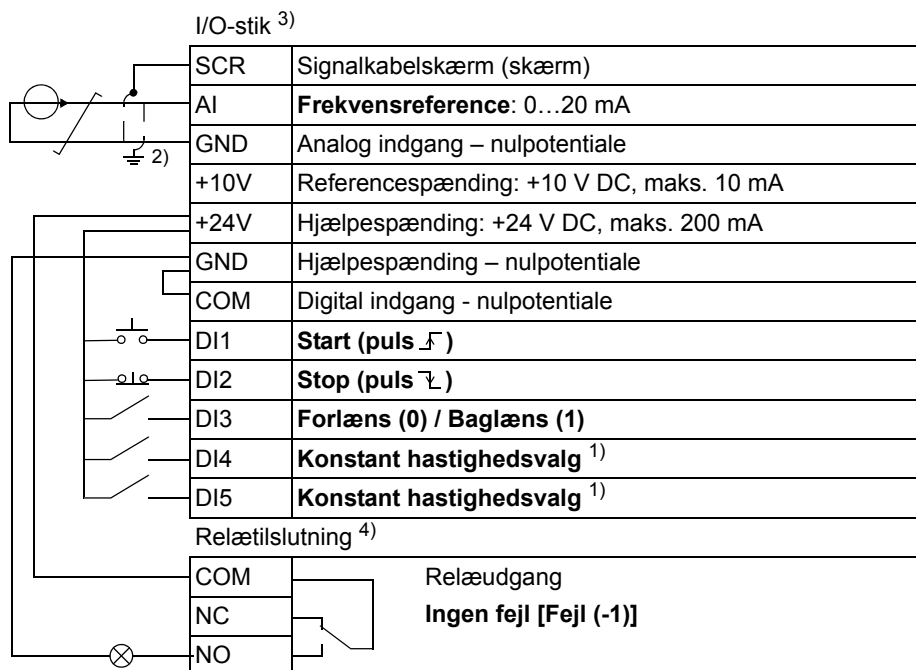 I/O-stik 3)
SCR Signalkabelskærm (skærm)
AI Frekvensreference: 0…20 mA
GND Analog indgang – nulpotentiale
2)
+10V Referencespænding: +10 V DC, maks. 10 mA
+24V Hjælpespænding: +24 V DC, maks. 200 mA
GND Hjælpespænding – nulpotentiale
COM Digital indgang - nulpotentiale
DI1 Start (puls )
DI2 Stop (puls )
DI3 Forlæns (0) / Baglæns (1)
DI4 Konstant hastighedsvalg 1)
DI5 Konstant hastighedsvalg 1)
Relætilslutning 4)
COM Relæudgang
NC Ingen fejl [Fejl (-1)]
NO